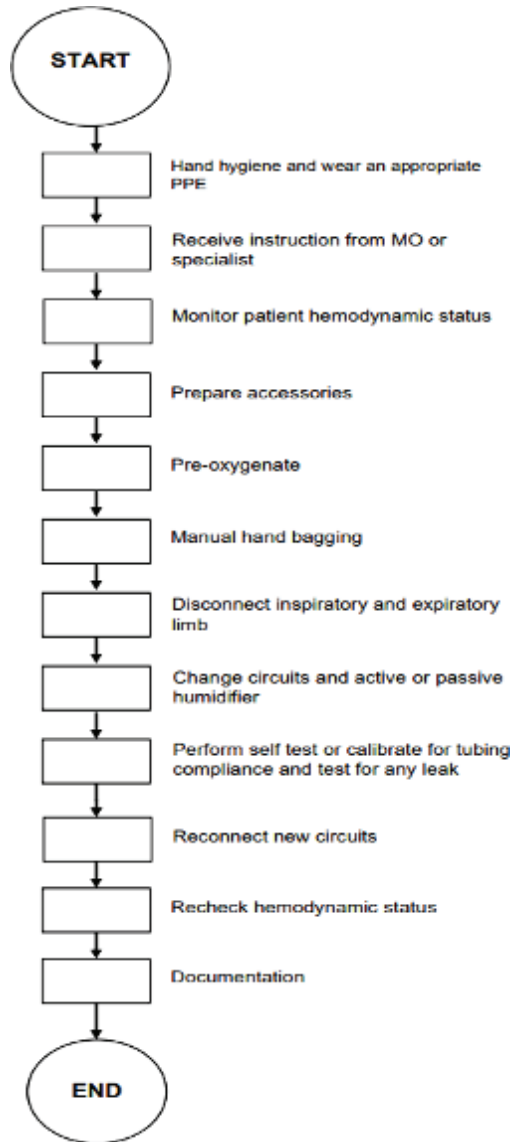 START
Hand hygiene and wear an appropriate
PPE
Receive instruction from MO or
specialist
Monitor patient hemodynamic status
Prepare accessories
Pre-oxygenate
Manual hand bagging
Disconnect inspiratory and expiratory
limb
Change circuits and active or passive
humidifier
Perform self test or calibrate for tubing
compliance and test for any leak
Reconnect new circuits
Recheck hemodynamic status
Documentation
END